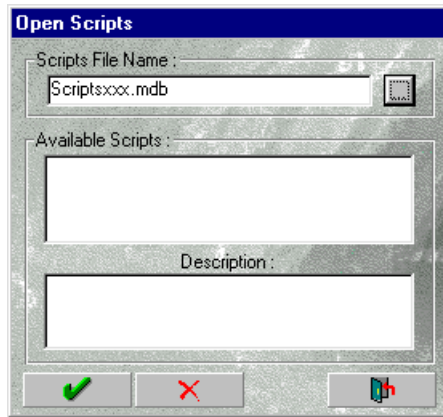 Open Scripts
Scripts File Name :
Scriptsxxx.mdb
...
Available Scripts :
Description :